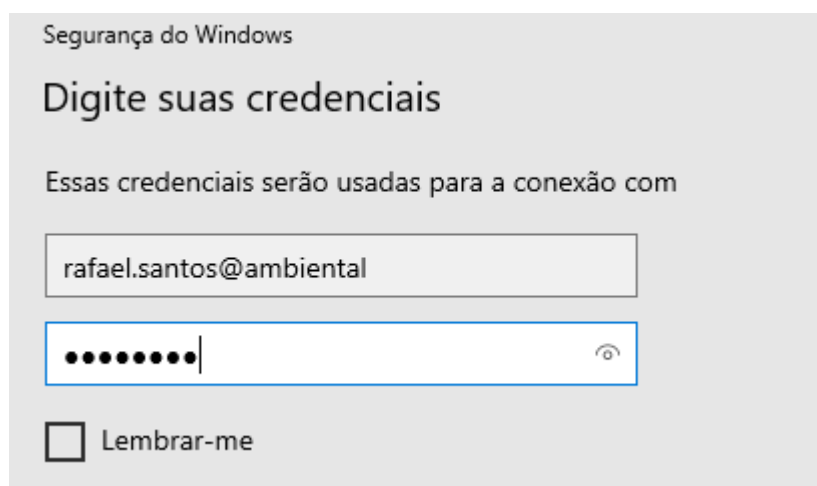 Segurança do Windows
Digite suas credenciais
Essas credenciais serão usadas para a conexão com
rafael.santos@ambiental
●●●●●●●●
Lembrar-me